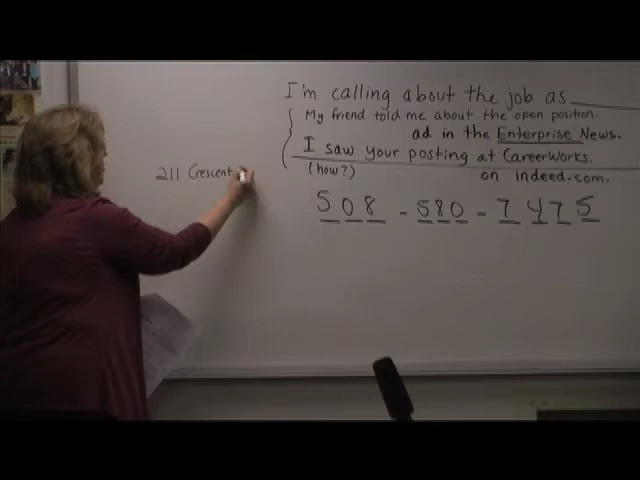 I'm calling about the job as
My friend told me about the open position.
ad in the Enterprise News.
I saw your posting at CareerWorks.
(how?)
on indeed.com.
211 Crescent
508 - 580 - 7475